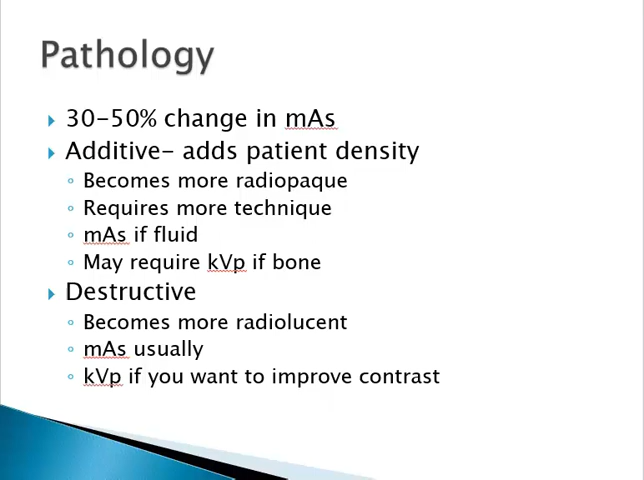 Pathology
30-50% change in mAs
Additive- adds patient density
Becomes more radiopaque
Requires more technique
mAs if fluid
May require kVp if bone
Destructive
Becomes more radiolucent
mAs usually
kVp if you want to improve contrast